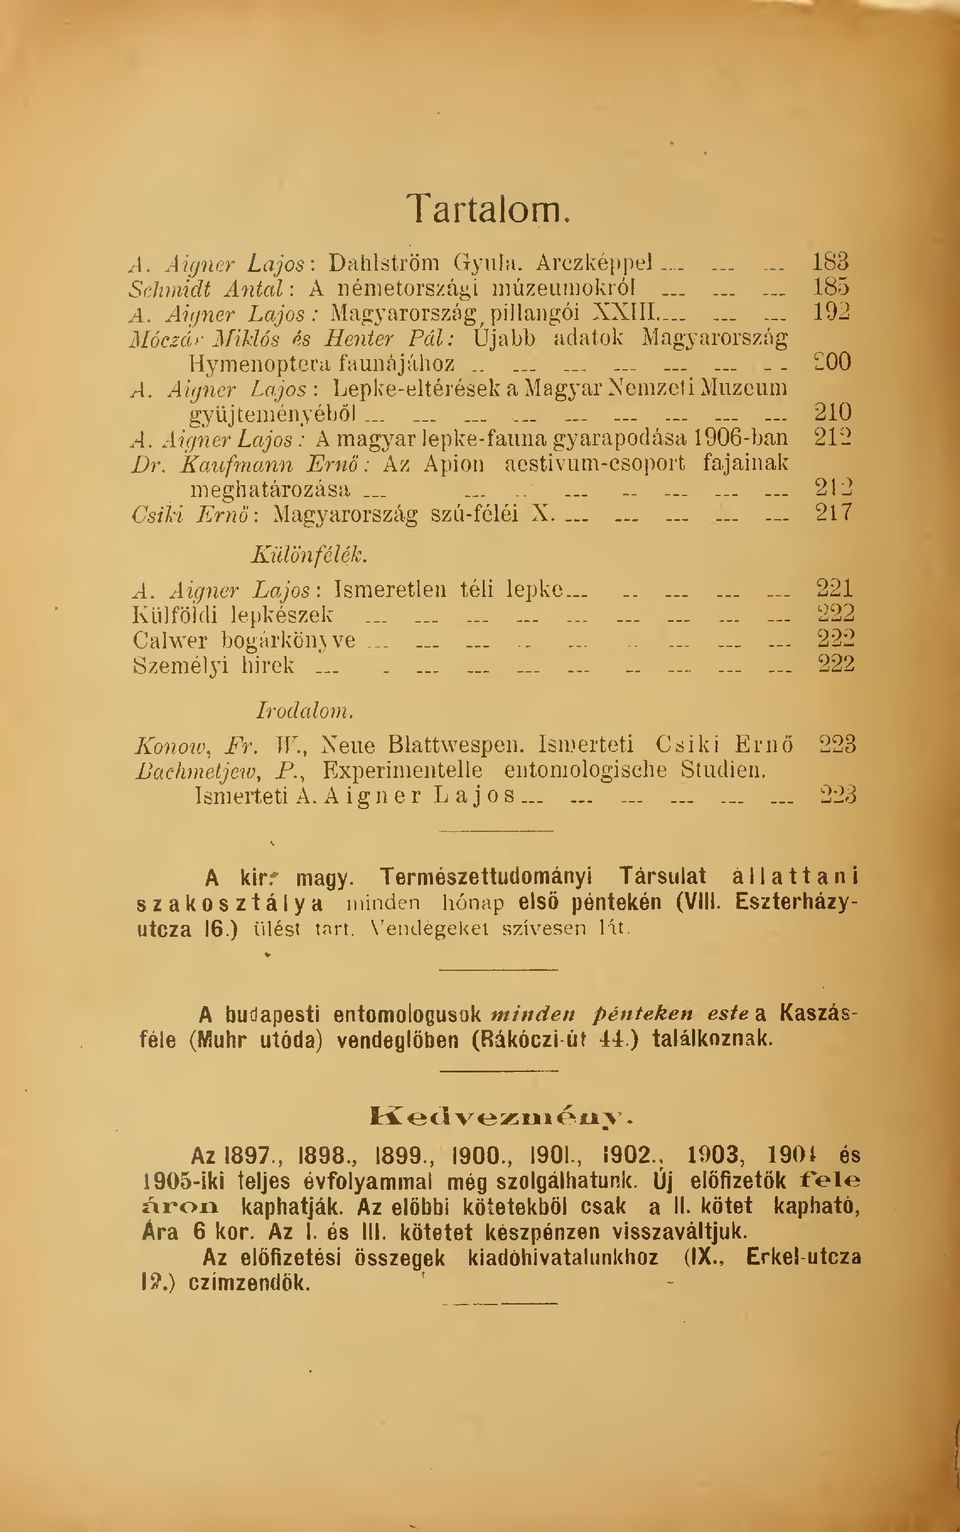 Tartalom.
A. Aigner Lajos: Dahlström Gyula. Arczképpel 183
Schmidt Antal: A németországi múzeumokról 185
A. Aigner Lajos: Magyarország pillangói XXIII. 192
Móczár Miklós és Henter Pál: Ujabb adatok Magyarország
Hymenoptera faunájához 200
A. Aigner Lajos: Lepke-eltérések a Magyar Nemzeti Muzeum
gyüjteményéből 210
A. Aigner Lajos: A magyar lepke-fauna gyarapodása 1906-ban 212
Dr. Kaufmann Ernő: Az Apion aestivum-csoport fajainak
meghatározása 212
Csiki Ernő: Magyarország szú-féléi X. 217
Különfélék.
A. Aigner Lajos: Ismeretlen téli lepke 221
Külföldi lepkészek 222
Calwer bogárkönyve 222
Személyi hirek 222
Irodalom.
Konow, Fr. W., Neue Blattwespen. Ismerteti Csiki Ernő 223
Bachmetjew, P., Experimentelle entomologische Studien.
Ismerteti A. Aigner Lajos 223
A kir. magy. Természettudományi Társulat állattani
szakosztálya minden hónap első péntekén (VIII. Eszterházy-
utcza 16.) ülést tart. Vendégeket szívesen lát.
A budapesti entomologusok minden pénteken este a Kaszás-
féle (Muhr utóda) vendeglőben (Rákóczi-út 44.) találkoznak.
Kedvezmény.
Az 1897., 1898., 1899., 1900., 1901., 1902., 1903, 1904 és
1905-iki teljes évfolyammal még szolgálhatunk. Új előfizetők fele
áron kaphatják. Az előbbi kötetekből csak a II. kötet kapható,
Ára 6 kor. Az I. és III. kötetet készpénzen visszaváltjuk.
Az előfizetési összegek kiadóhivatalunkhoz (IX., Erkel-utcza
czimzendők.